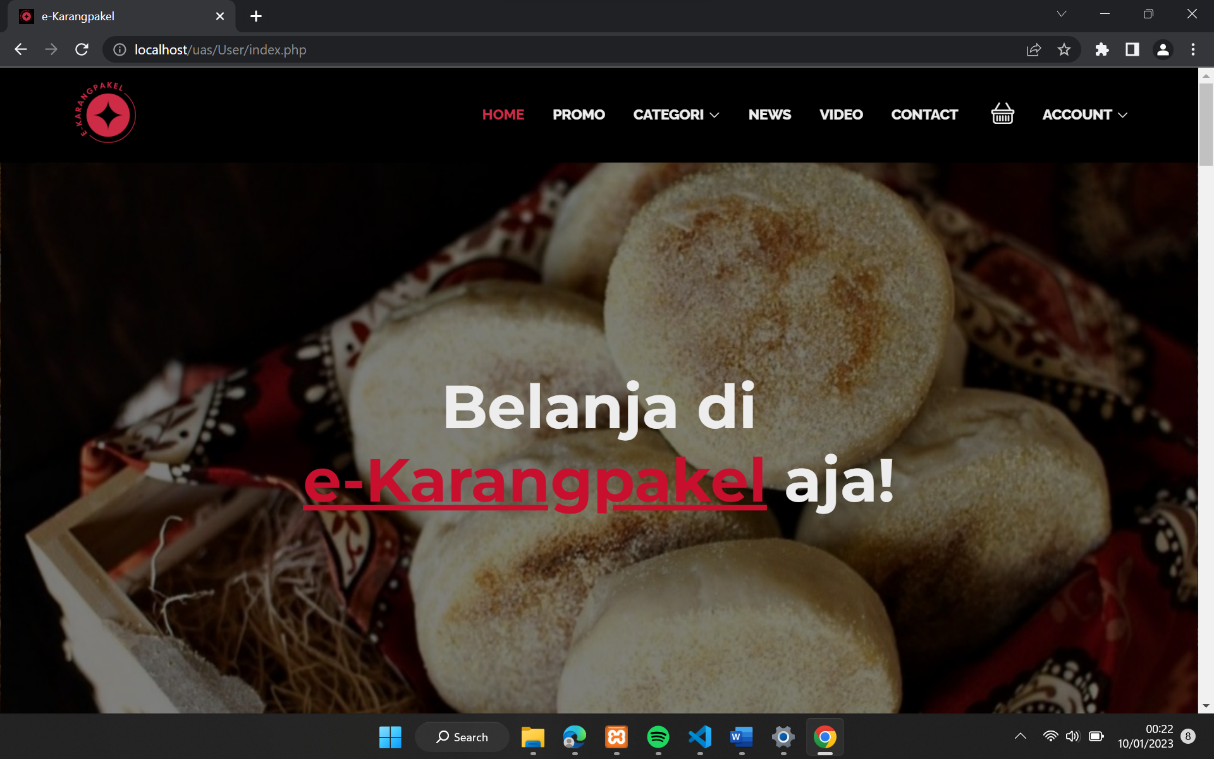 e-Karangpakel
localhost/uas/User/index.php
E-KARANGPAKEL
HOME PROMO CATEGORI NEWS VIDEO CONTACT ACCOUNT
Belanja di
e-Karangpakel aja!
Search
00:22
10/01/2023
8